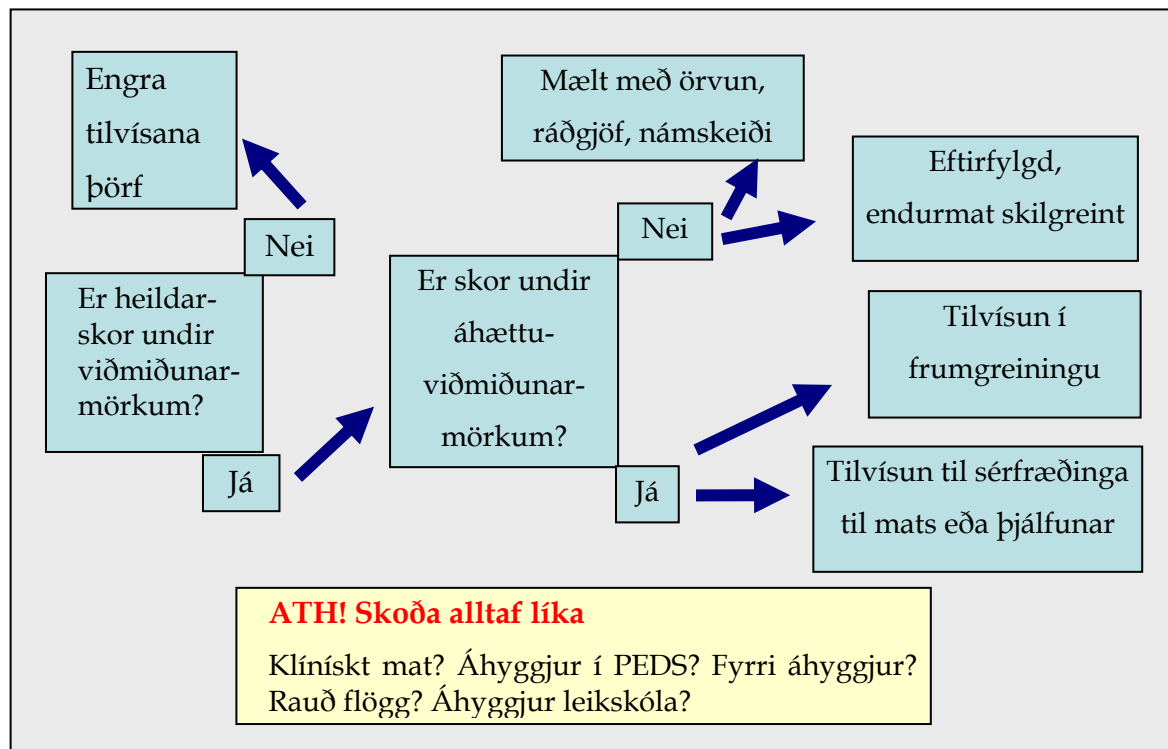 Engra
tilvísana
þörf
Nei
Er heildar-
skor undir
viðmiðunar-
mörkum?
Já
Mælt með örvun,
ráðgjöf, námskeiði
Nei
Er skor undir
áhættu-
viðmiðunar-
mörkum?
Já
Eftirfylgd,
endurmat skilgreint
Tilvísun í
frumgreiningu
Tilvísun til sérfræðinga
til mats eða þjálfunar
ATH! Skoða alltaf líka
Klínískt mat? Áhyggjur í PEDS? Fyrri áhyggjur?
Rauð flögg? Áhyggjur leikskóla?